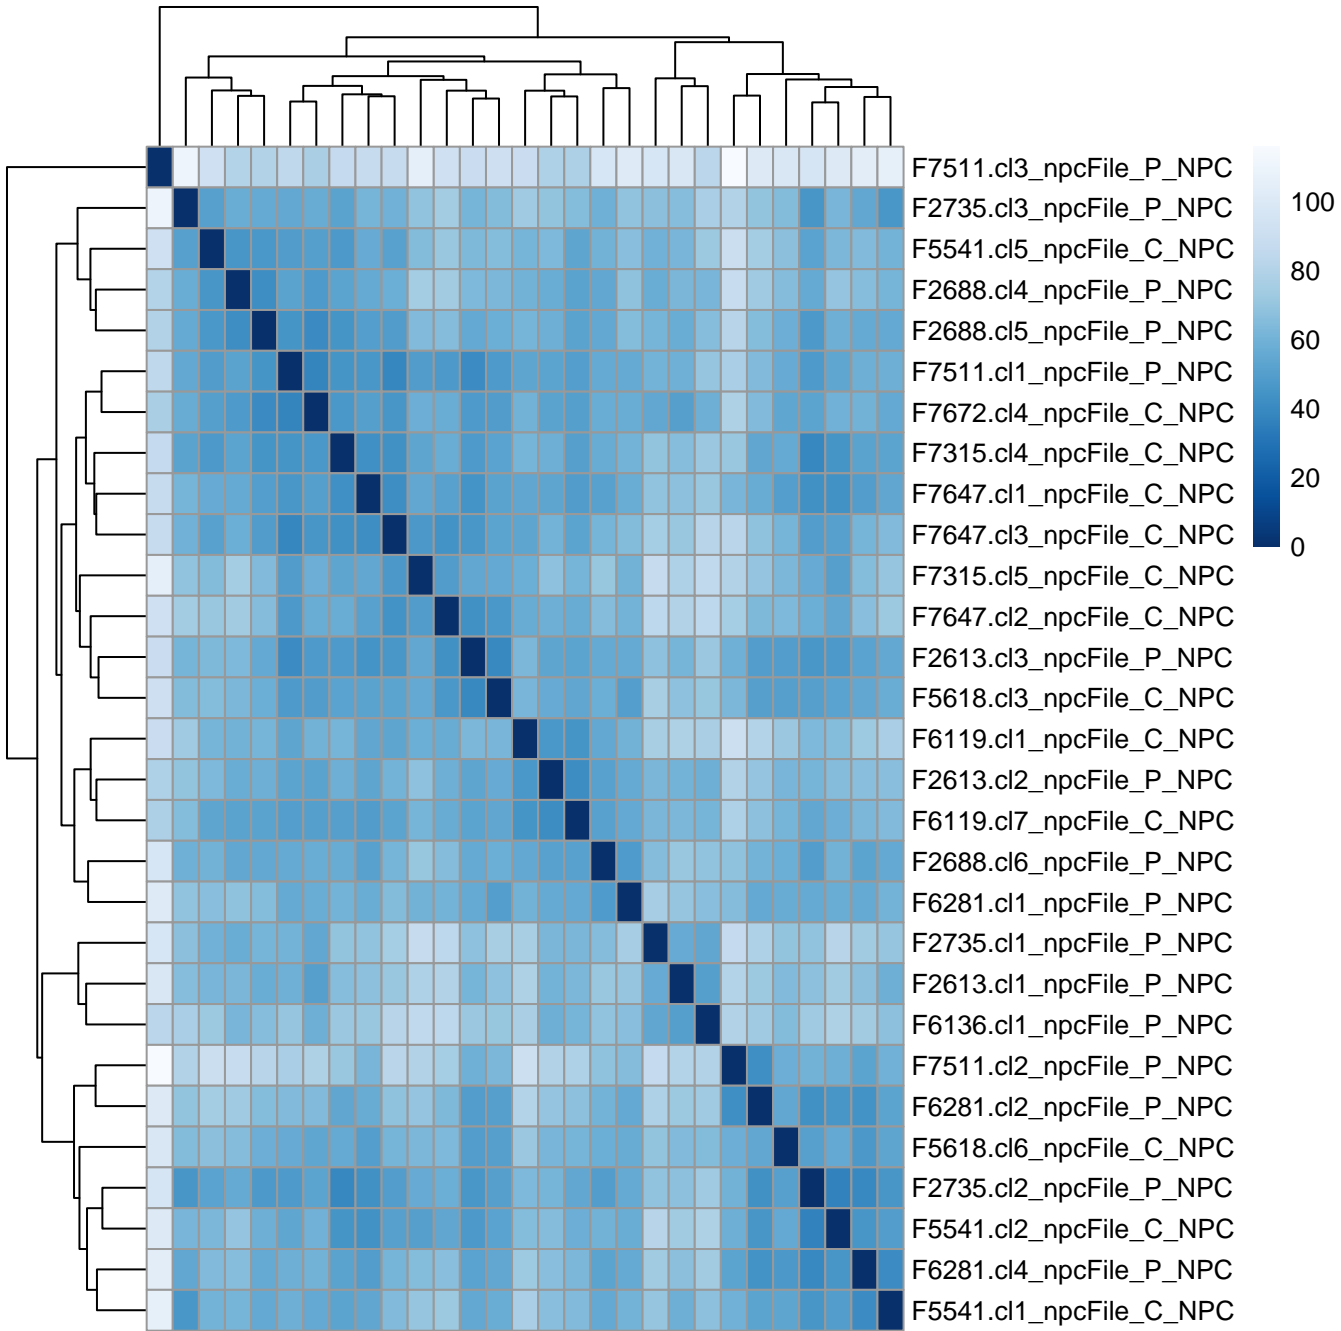 F7511.cl3_npcFile_P_NPC
F2735.cl3_npcFile_P_NPC
F5541.cl5_npcFile_C_NPC
F2688.cl4_npcFile_P_NPC
F2688.cl5_npcFile_P_NPC
F7511.cl1_npcFile_P_NPC
F7672.cl4_npcFile_C_NPC
F7315.cl4_npcFile_C_NPC
F7647.cl1_npcFile_C_NPC
F7647.cl3_npcFile_C_NPC
F7315.cl5_npcFile_C_NPC
F7647.cl2_npcFile_C_NPC
F2613.cl3_npcFile_P_NPC
F5618.cl3_npcFile_C_NPC
F6119.cl1_npcFile_C_NPC
F2613.cl2_npcFile_P_NPC
F6119.cl7_npcFile_C_NPC
F2688.cl6_npcFile_P_NPC
F6281.cl1_npcFile_P_NPC
F2735.cl1_npcFile_P_NPC
F2613.cl1_npcFile_P_NPC
F6136.cl1_npcFile_P_NPC
F7511.cl2_npcFile_P_NPC
F6281.cl2_npcFile_P_NPC
F5618.cl6_npcFile_C_NPC
F2735.cl2_npcFile_P_NPC
F5541.cl2_npcFile_C_NPC
F6281.cl4_npcFile_P_NPC
F5541.cl1_npcFile_C_NPC
100
80
60
40
20
0